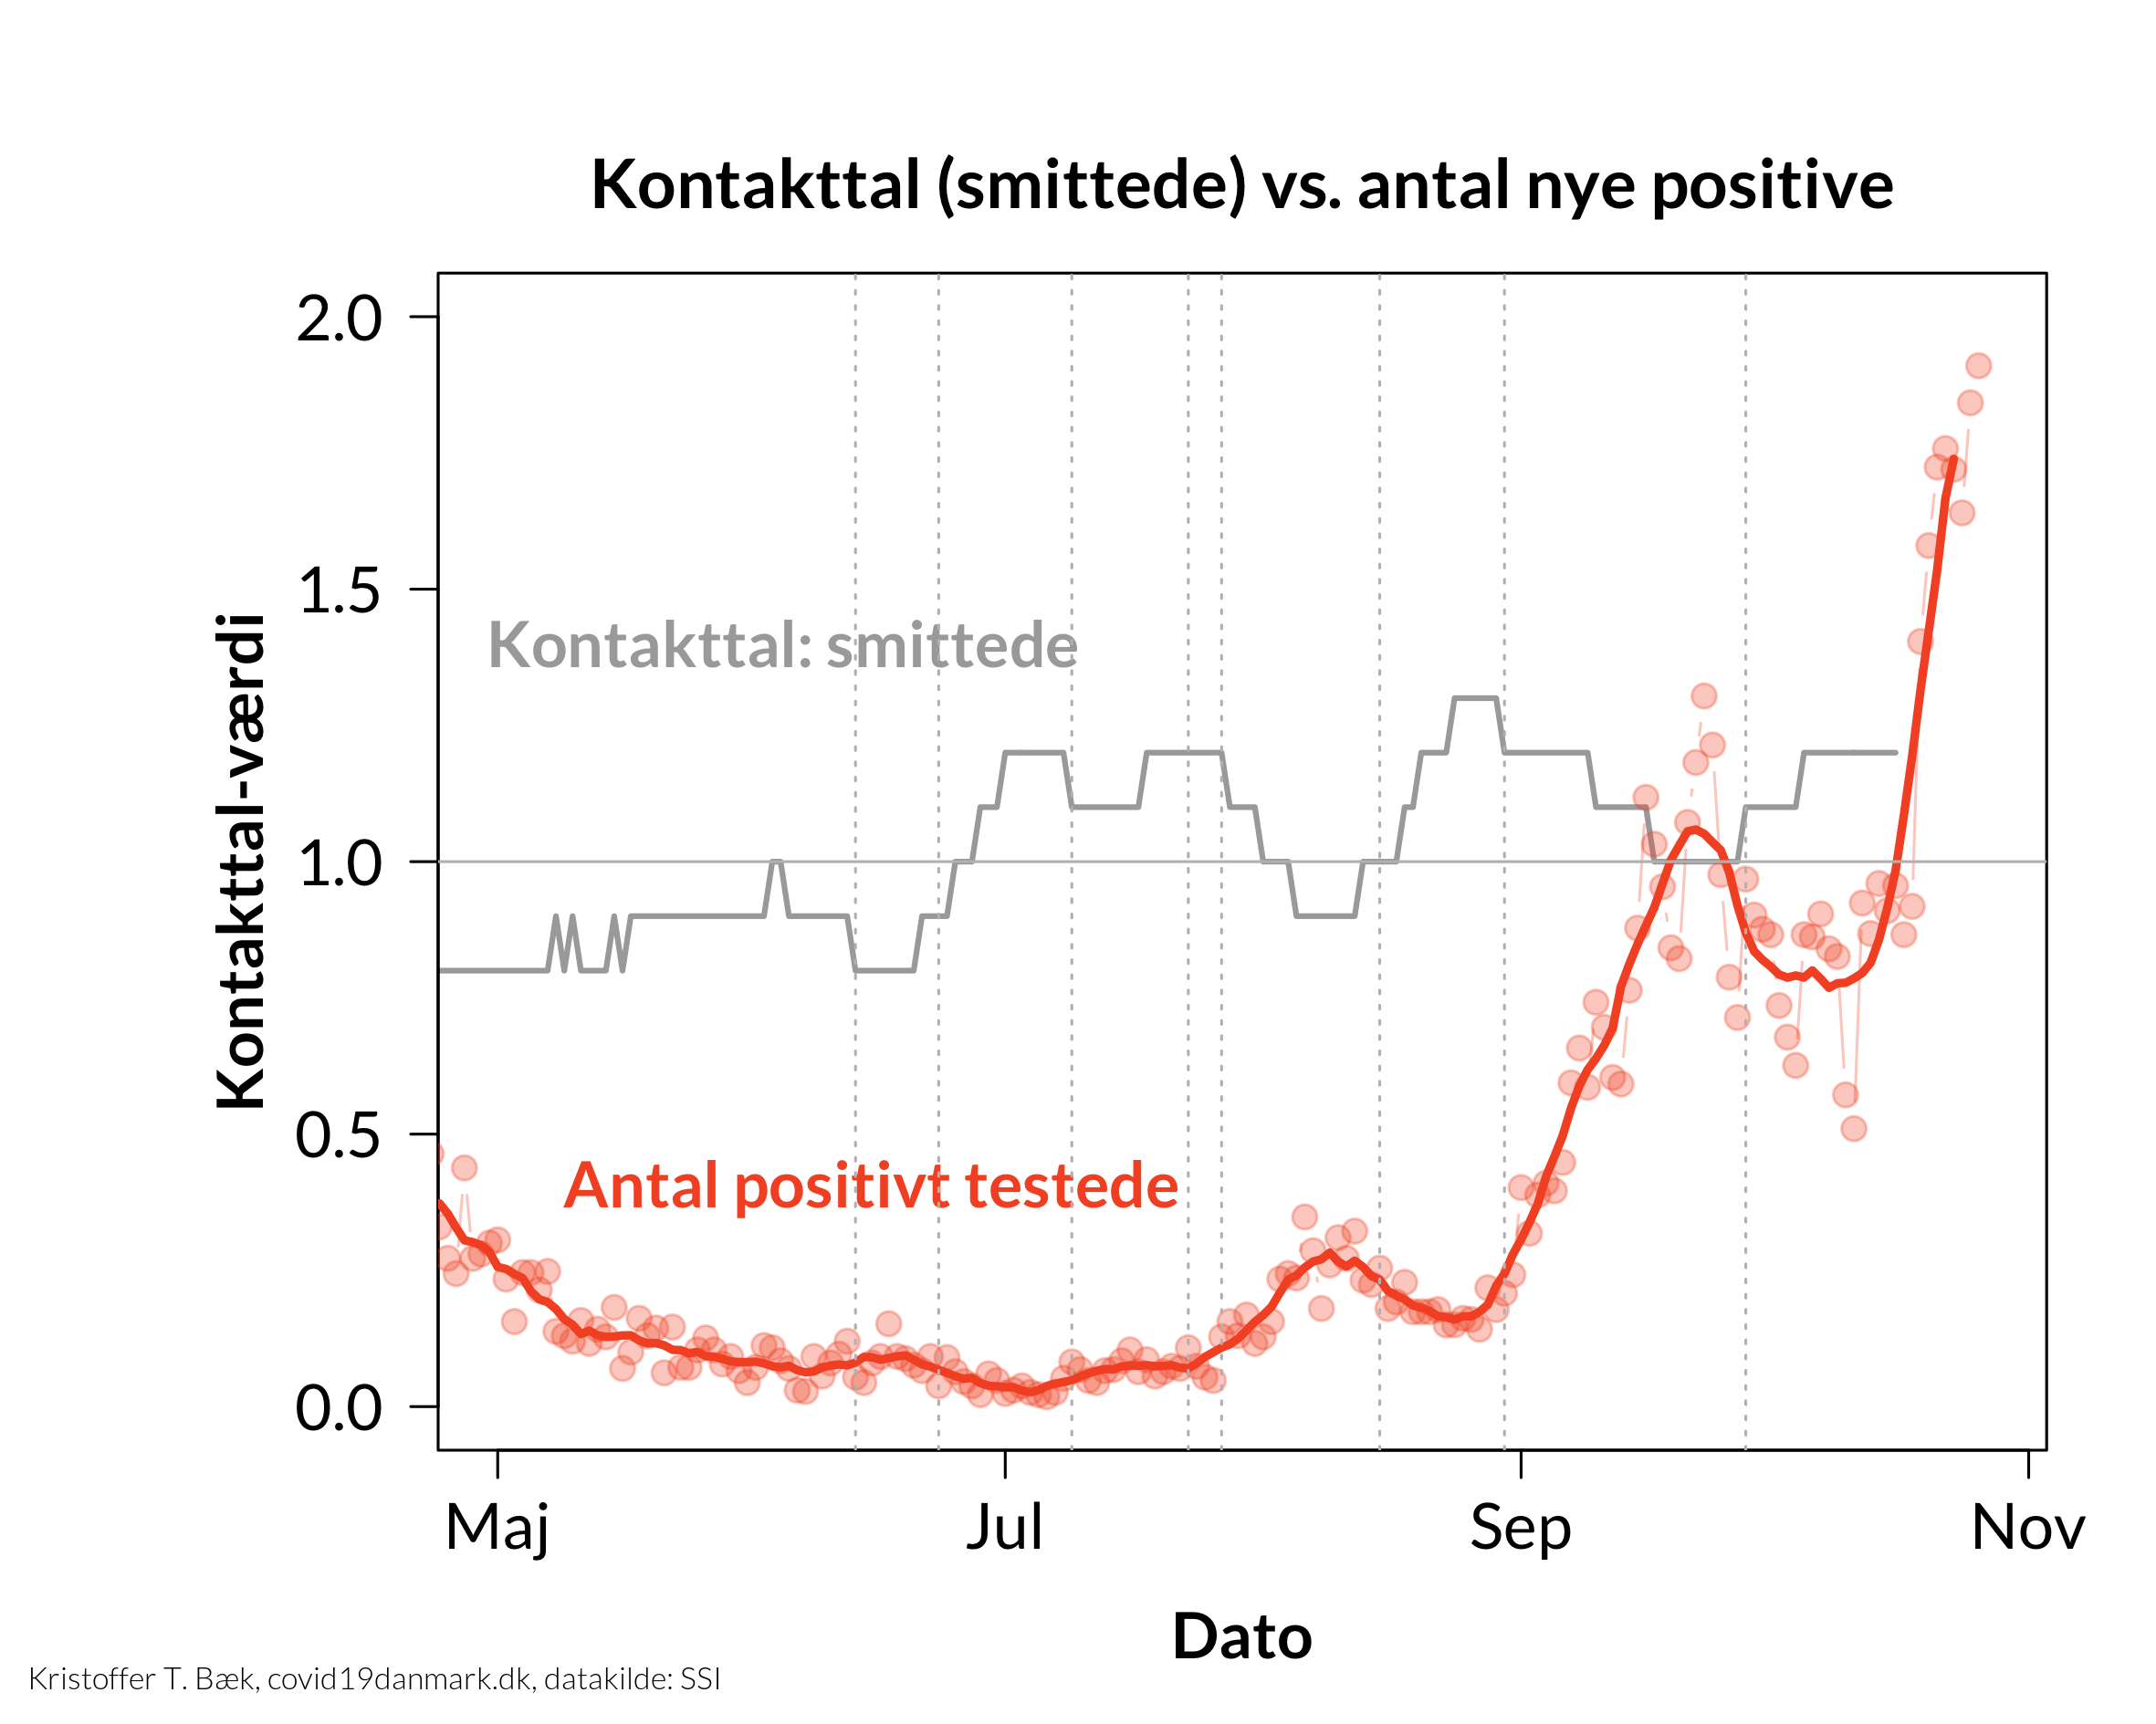 Kontakttal (smittede) vs. antal nye positive
2.0
1.5
1.0
0.5
0.0
Kontakttal-værdi
Kontakttal: smittede
Antal positivt testede
Maj Jul Sep Nov
Dato
Kristoffer T. Bæk, covid19danmark.dk, datakilde: SSI